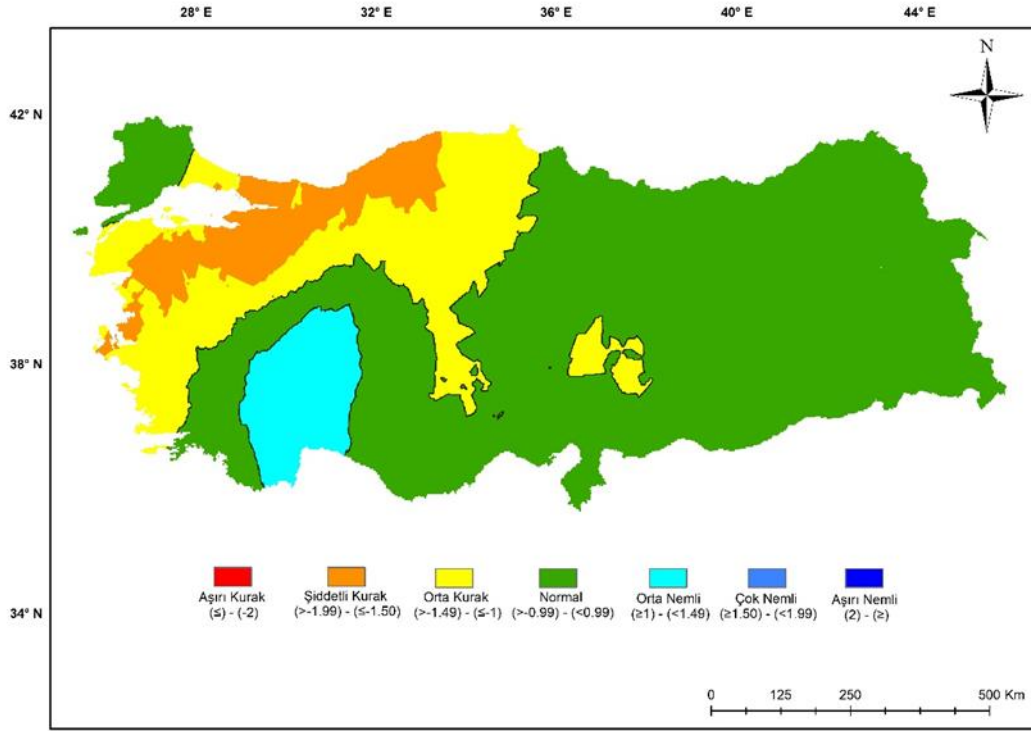 28° E 32° E 36° E 40° E 44° E
N
42° N
38° N
34° N
Aşırı Kurak
(≤) - (-2)
Şiddetli Kurak
(>-1.99) - (≤-1.50)
Orta Kurak
(>-1.49) - (≤-1)
Normal
(>-0.99) - (<0.99)
Orta Nemli
(≥1) - (<1.49)
Çok Nemli
(≥1.50) - (<1.99)
Aşırı Nemli
(2) - (≥)
0 125 250 500 Km